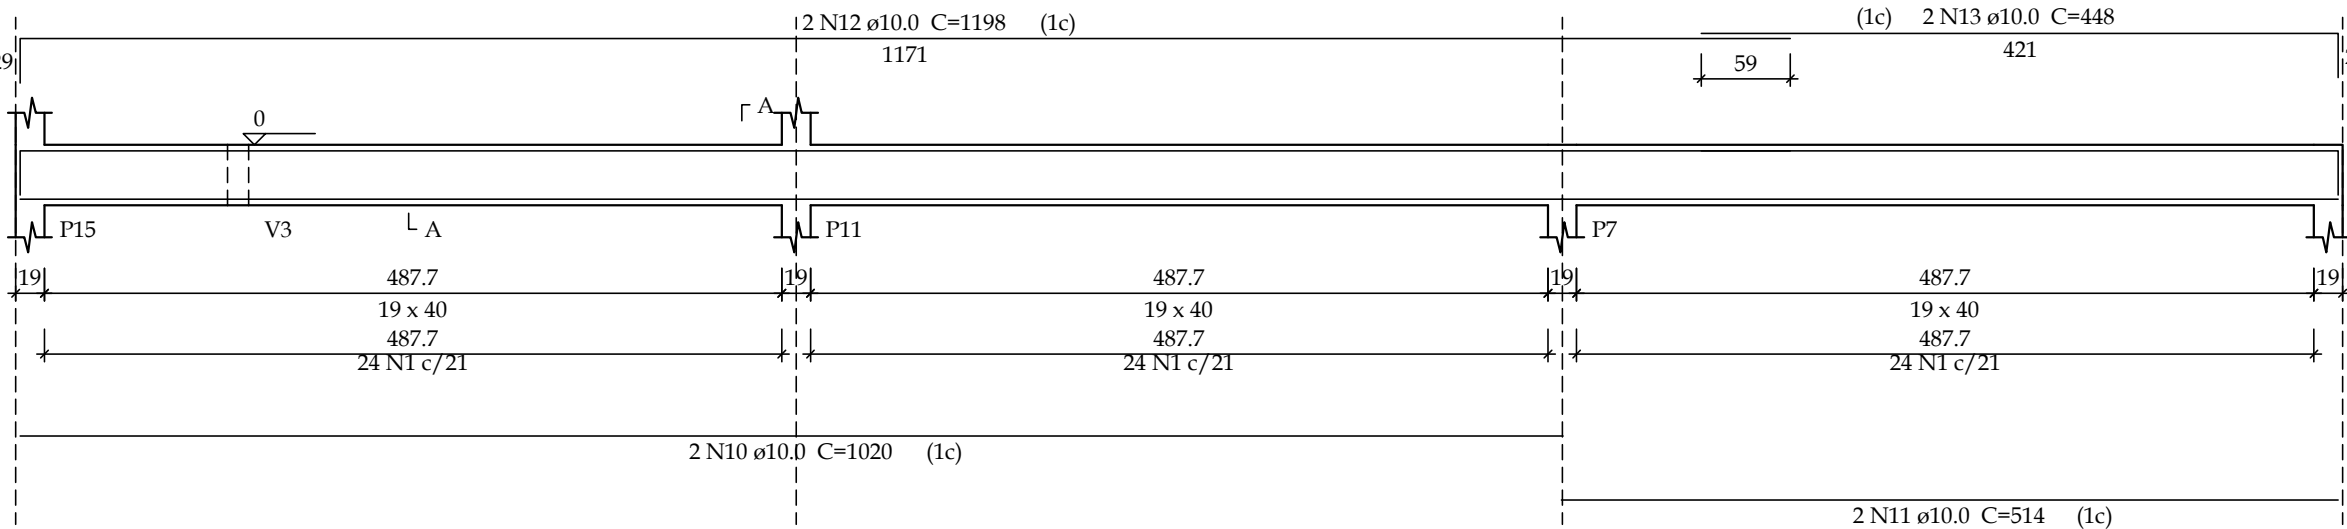 2 N12 ø10.0 C=1198 (1c)
(1c) 2 N13 ø10.0 C=448
1171
421
59
A
0
P15
V3
A
P11
P7
19
487.7
19
487.7
19
487.7
19
19 x 40
19 x 40
19 x 40
487.7
487.7
487.7
24 N1 c/21
24 N1 c/21
24 N1 c/21
2 N10 ø10.0 C=1020 (1c)
2 N11 ø10.0 C=514 (1c)